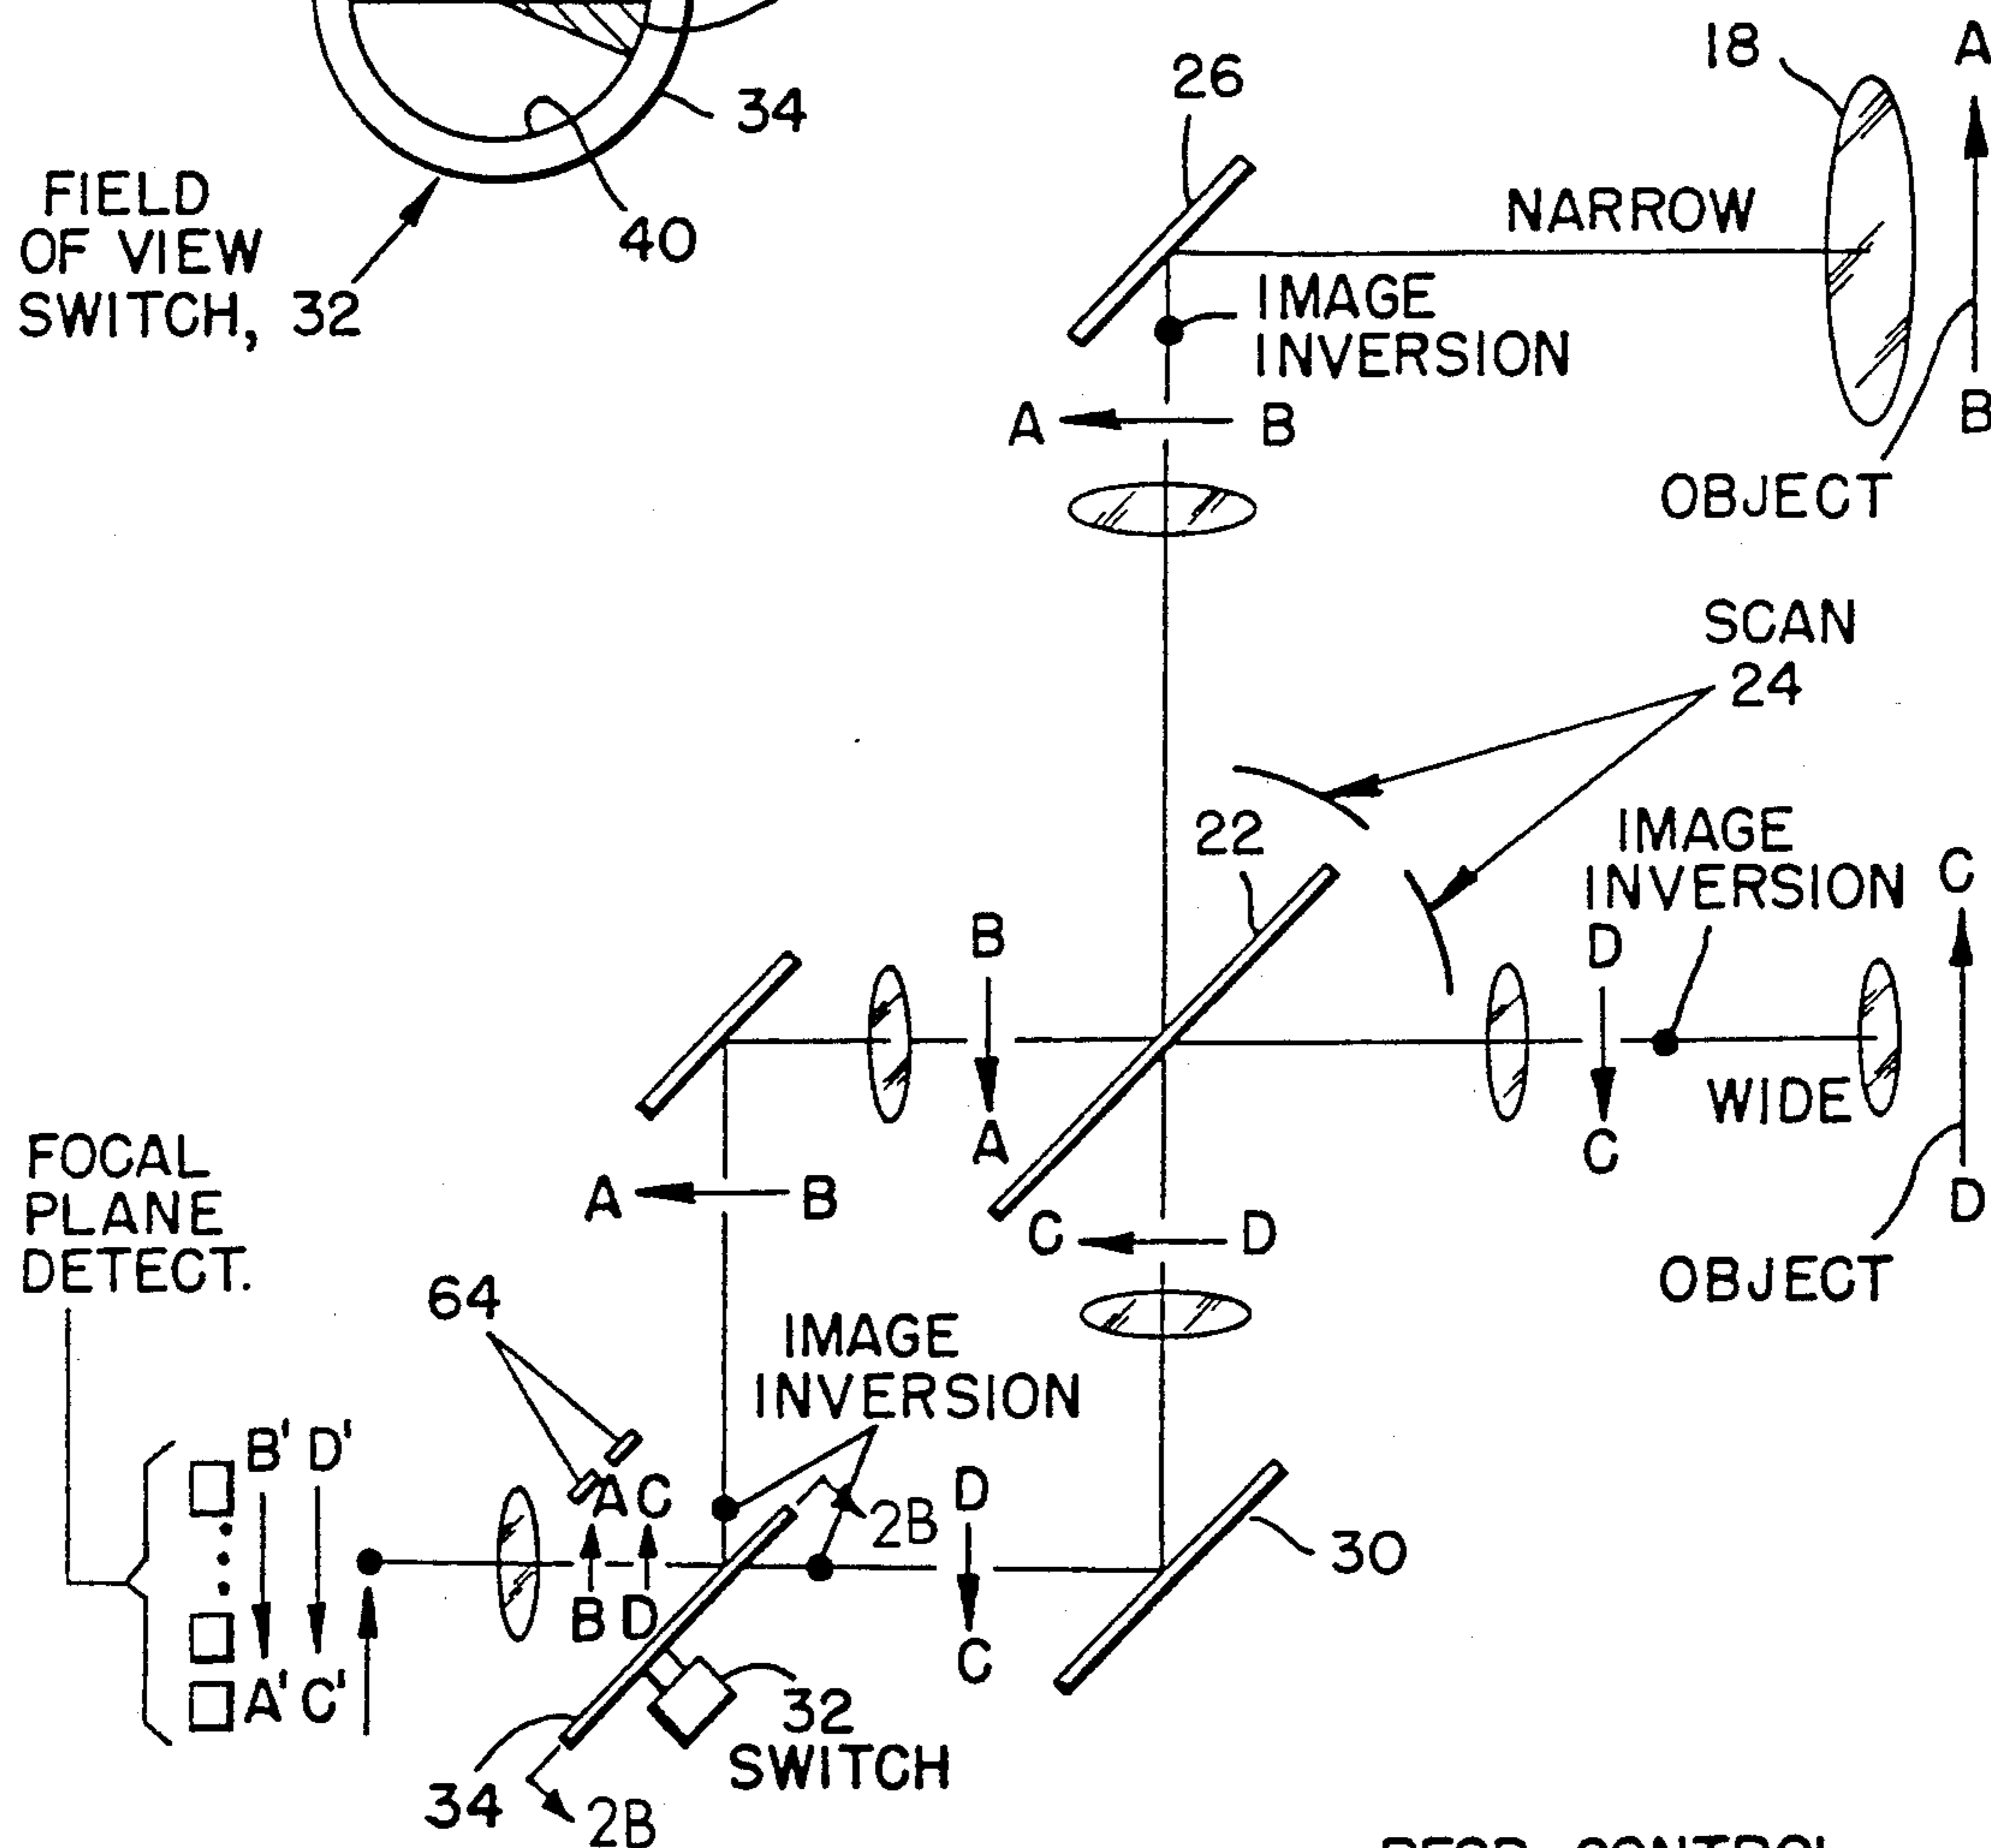 18
A
26
34
FIELD
OF VIEW
SWITCH, 32
40
NARROW
IMAGE
INVERSION
A
B
B
OBJECT
SCAN
24
22
IMAGE
INVERSION
C
B
D
A
C
WIDE
D
FOCAL
PLANE
DETECT.
A
B
C
D
OBJECT
64
IMAGE
INVERSION
B'
D'
A
C
2B
D
30
B
D
C
A'
C'
32
SWITCH
34
2B